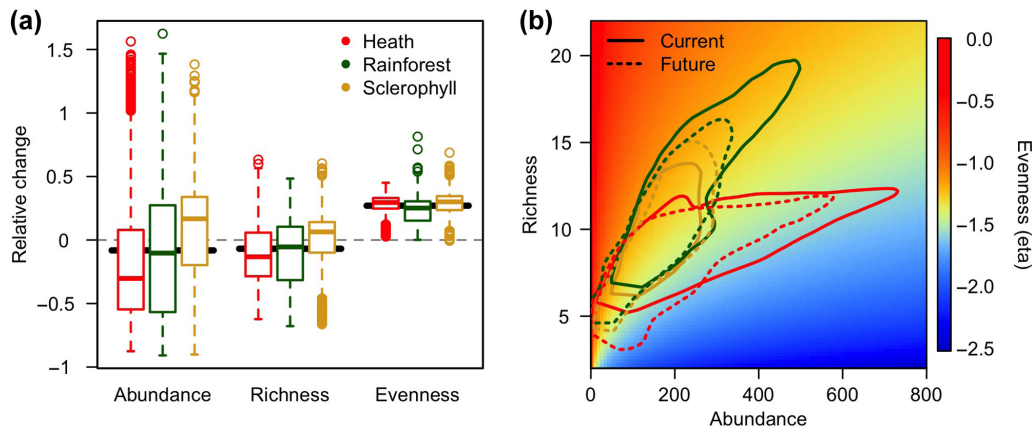 (a)
Relative change
1.5
1
0.5
0
−0.5
−1
Heath
Rainforest
Sclerophyll
Abundance Richness Evenness
(b)
Richness
20
15
10
5
Current
Future
0 200 400 600 800
Abundance
0.0
−0.5
−1.0
−1.5
−2.0
−2.5
Evenness (eta)